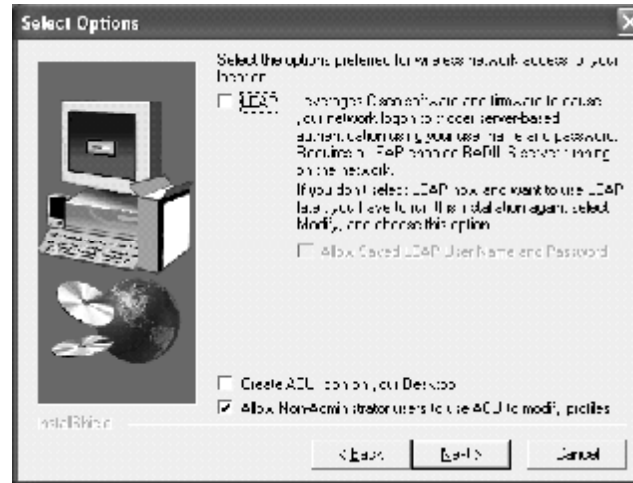 Select Options
Select the options preferred for wireless network access to your
location
LEAP Leverages Cisco software and firmware to cause
your network logon to trigger server-based
authentication using your user name and password.
Requires a LEAP enabled RADIUS server running
on the network.
If you don't select LEAP now and want to use LEAP
later, you have to run this installation again, select
Modify, and choose this option
Allow Saved LEAP User Name and Password
Create ACU Icon on your Desktop
Allow Non-Administrator users to use ACU to modify profiles
InstallShield
< Back Next > Cancel